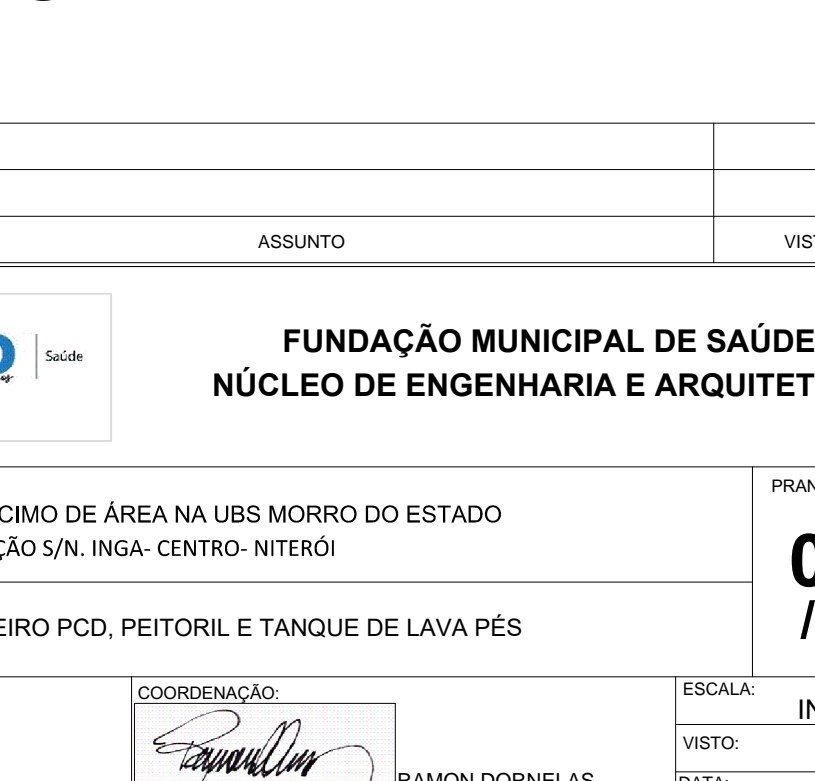 ASSUNTO
Saúde
FUNDAÇÃO MUNICIPAL DE SAÚDE
NÚCLEO DE ENGENHARIA E ARQUITET
PRAN
CIMO DE ÁREA NA UBS MORRO DO ESTADO
ÇÃO S/N. INGA- CENTRO- NITERÓI
0
/
EIRO PCD, PEITORIL E TANQUE DE LAVA PÉS
COORDENAÇÃO:
ESCALA:
IN
VISTO:
RAMON DORNELAS
DATA: